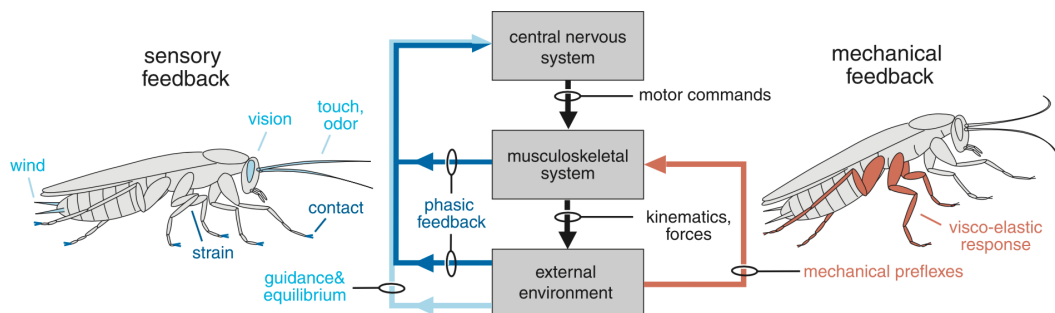 sensory
feedback
vision
touch,
odor
wind
contact
strain
guidance&
equilibrium
phasic
feedback
central nervous
system
motor commands
musculoskeletal
system
kinematics,
forces
external
environment
mechanical
feedback
visco-elastic
response
mechanical preflexes